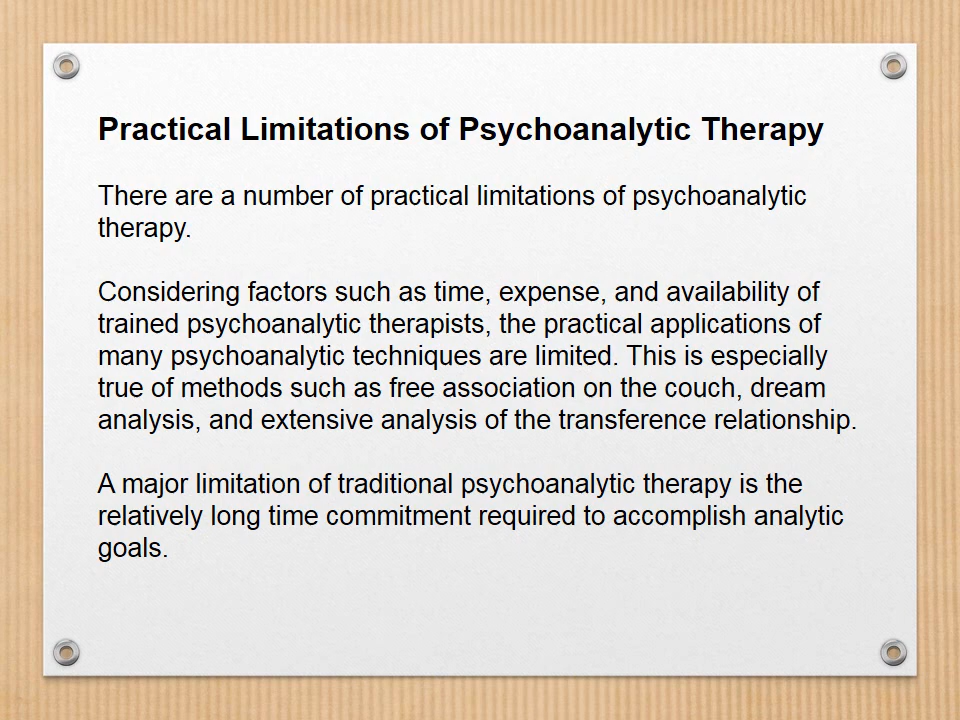 Practical Limitations of Psychoanalytic Therapy
There are a number of practical limitations of psychoanalytic
therapy.
Considering factors such as time, expense, and availability of
trained psychoanalytic therapists, the practical applications of
many psychoanalytic techniques are limited. This is especially
true of methods such as free association on the couch, dream
analysis, and extensive analysis of the transference relationship.
A major limitation of traditional psychoanalytic therapy is the
relatively long time commitment required to accomplish analytic
goals.